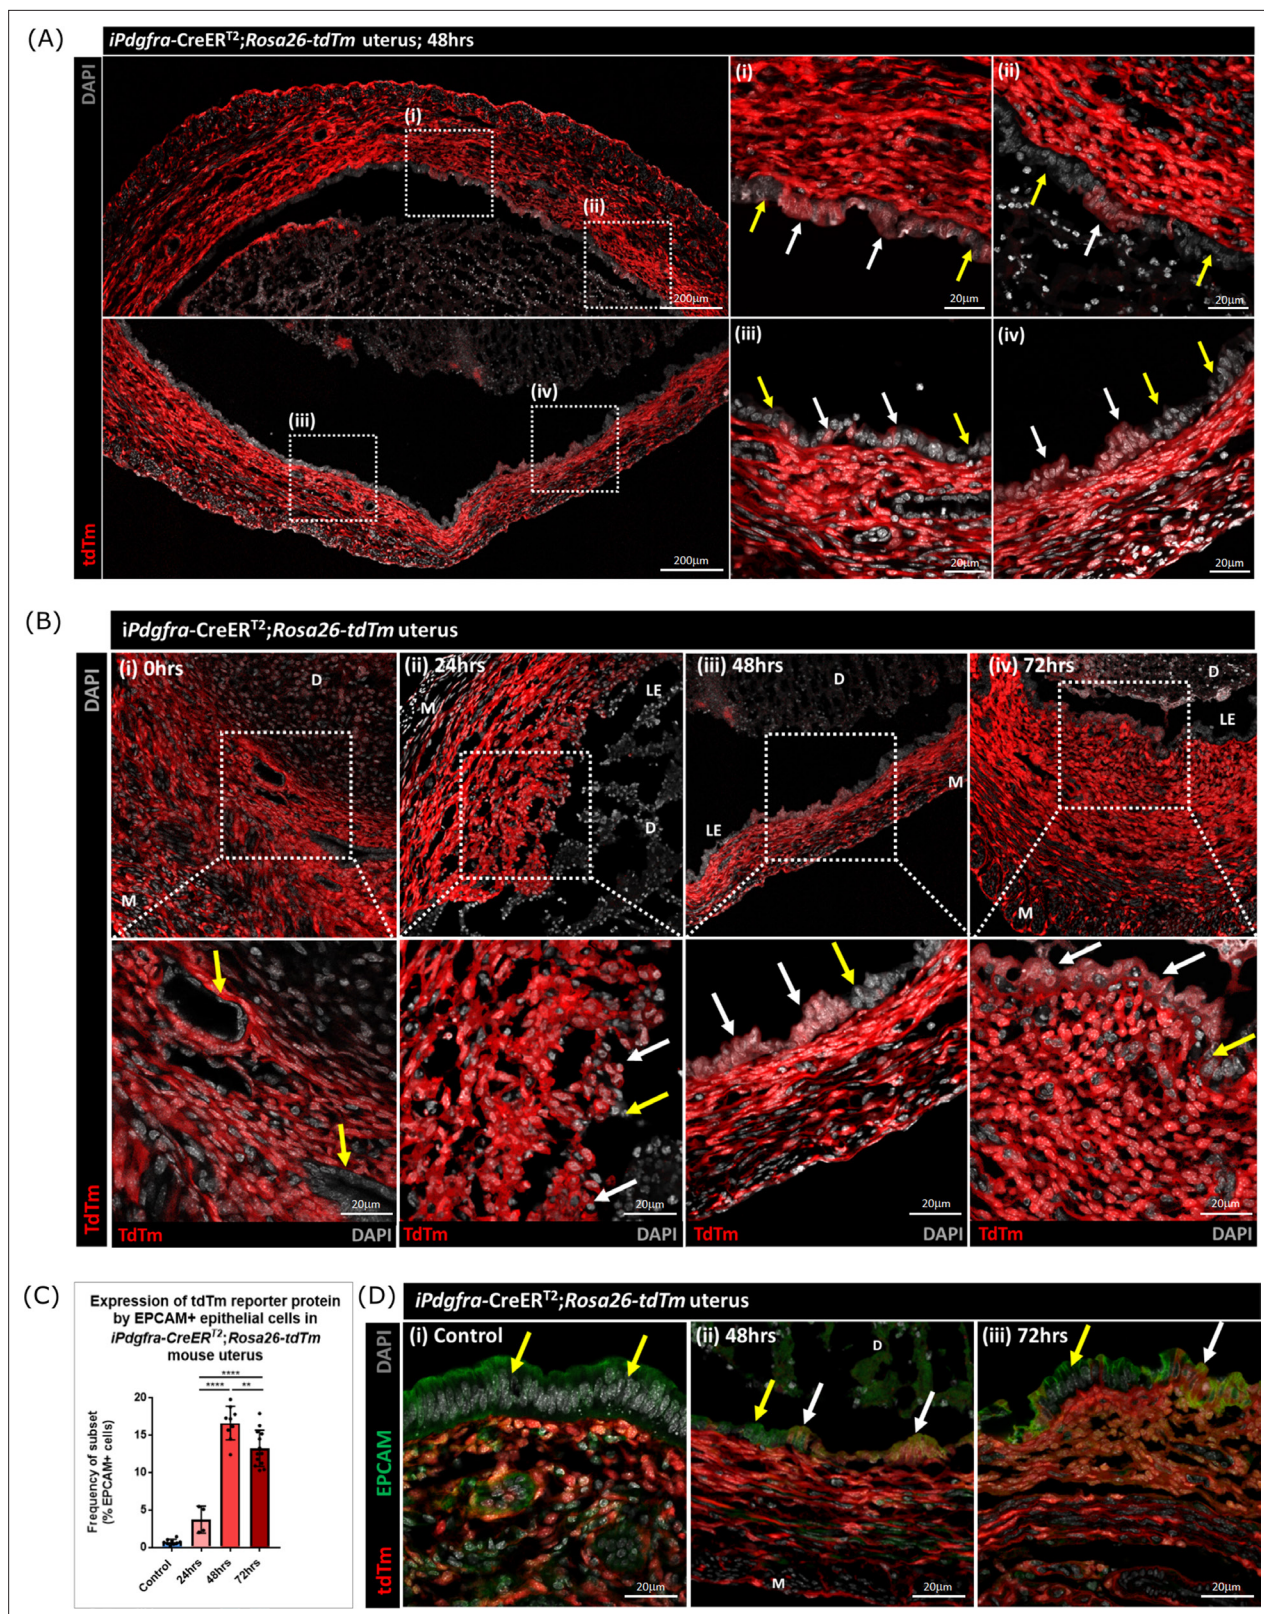 (A)
iPdgfra-CreERT2;Rosa26-tdTm uterus; 48hrs
DAPI
tdTm
(i)
(ii)
200μm
(i)
20μm
(ii)
20μm
(iii)
(iv)
200μm
(iii)
20μm
(iv)
20μm
(B)
iPdgfra-CreERT2;Rosa26-tdTm uterus
DAPI
TdTm
(i) 0hrs
D
M
(ii) 24hrs
M
LE
D
(iii) 48hrs
D
LE
M
(iv) 72hrs
D
LE
M
20μm
TdTm DAPI
20μm
TdTm DAPI
20μm
TdTm DAPI
20μm
TdTm DAPI
(C)
Expression of tdTm reporter protein
by EPCAM+ epithelial cells in
iPdgfra-CreERT2;Rosa26-tdTm
mouse uterus
****
**** **
Frequency of subset
(% EPCAM+ cells)
20
15
10
5
0
Control
24hrs
48hrs
72hrs
(D)
iPdgfra-CreERT2;Rosa26-tdTm uterus
DAPI
EPCAM
tdTm
(i) Control
20μm
(ii) 48hrs
D
M
20μm
(iii) 72hrs
20μm